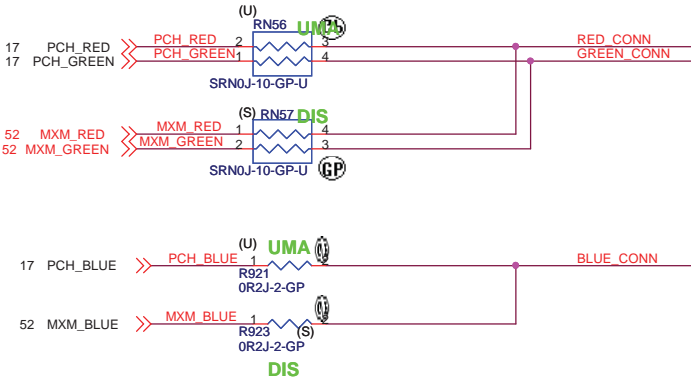 (U)
RN56 UMA
17 PCH_RED PCH_RED 2 3 RED_CONN
17 PCH_GREEN PCH_GREEN 1 4 GREEN_CONN
SRN0J-10-GP-U
(S) RN57 DIS
52 MXM_RED MXM_RED 1 4
52 MXM_GREEN MXM_GREEN 2 3
SRN0J-10-GP-U GP
(U) UMA
17 PCH_BLUE PCH_BLUE 1 BLUE_CONN
R921
0R2J-2-GP
52 MXM_BLUE MXM_BLUE 1
R923 (S)
0R2J-2-GP
DIS